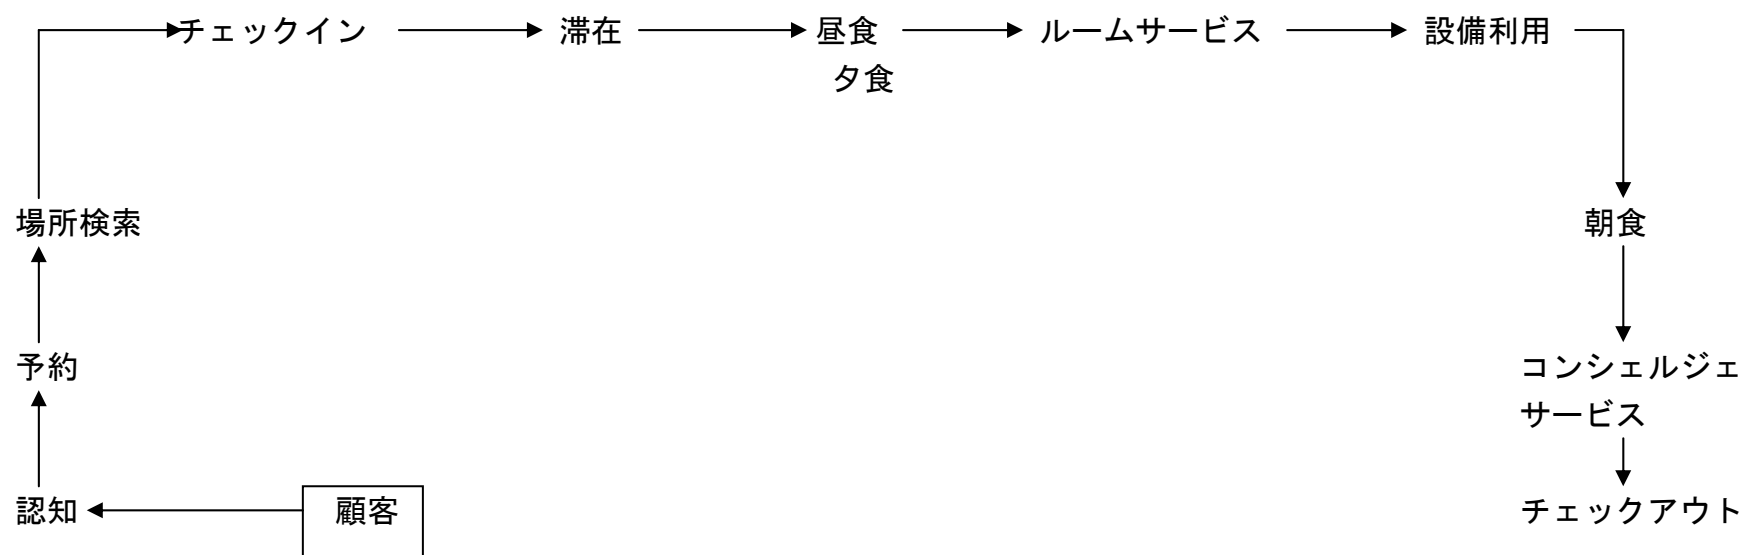 チェックイン
滞在
昼食
夕食
ルームサービス
設備利用
場所検索
朝食
予約
コンシェルジェ
サービス
認知
顧客
チェックアウト